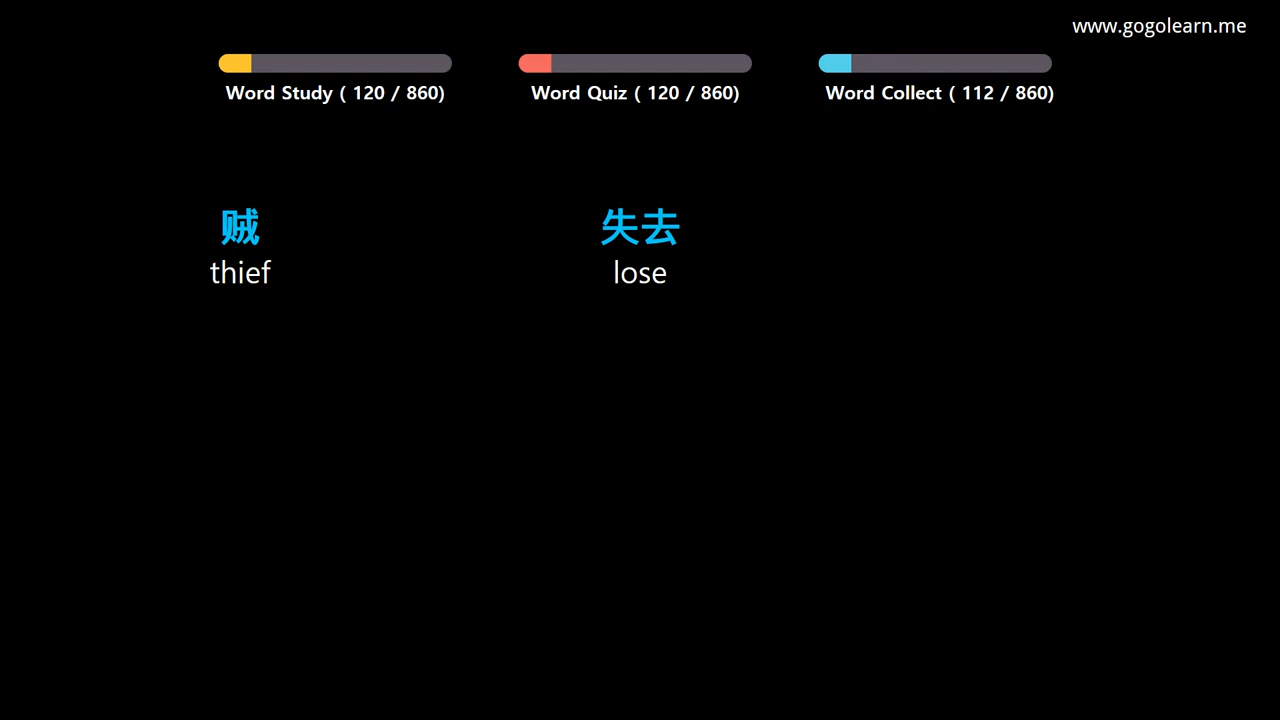 www.gogolearn.me
Word Study ( 120 / 860)
Word Quiz ( 120 / 860)
Word Collect ( 112 / 860)
贼
thief
失去
lose